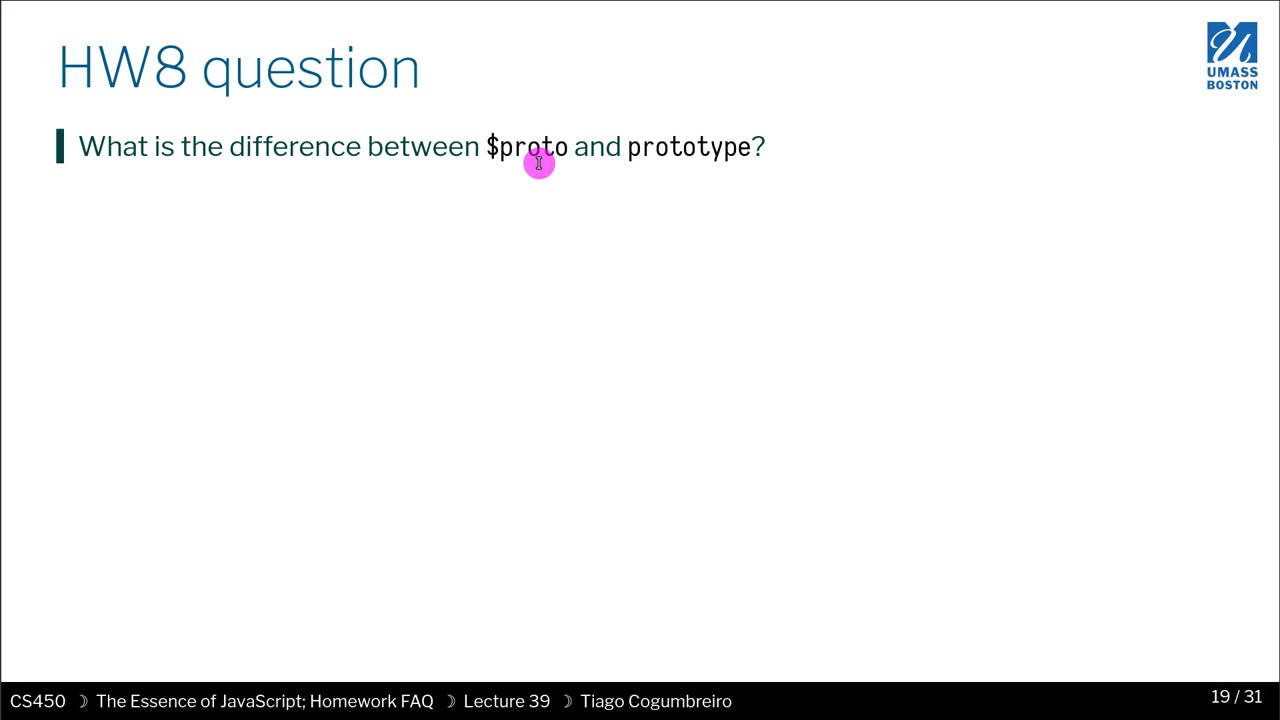 HW8 question
UMASS
BOSTON
What is the difference between $proto and prototype?
CS450 ☽ The Essence of JavaScript; Homework FAQ ☽ Lecture 39 ☽ Tiago Cogumbreiro
19 / 31